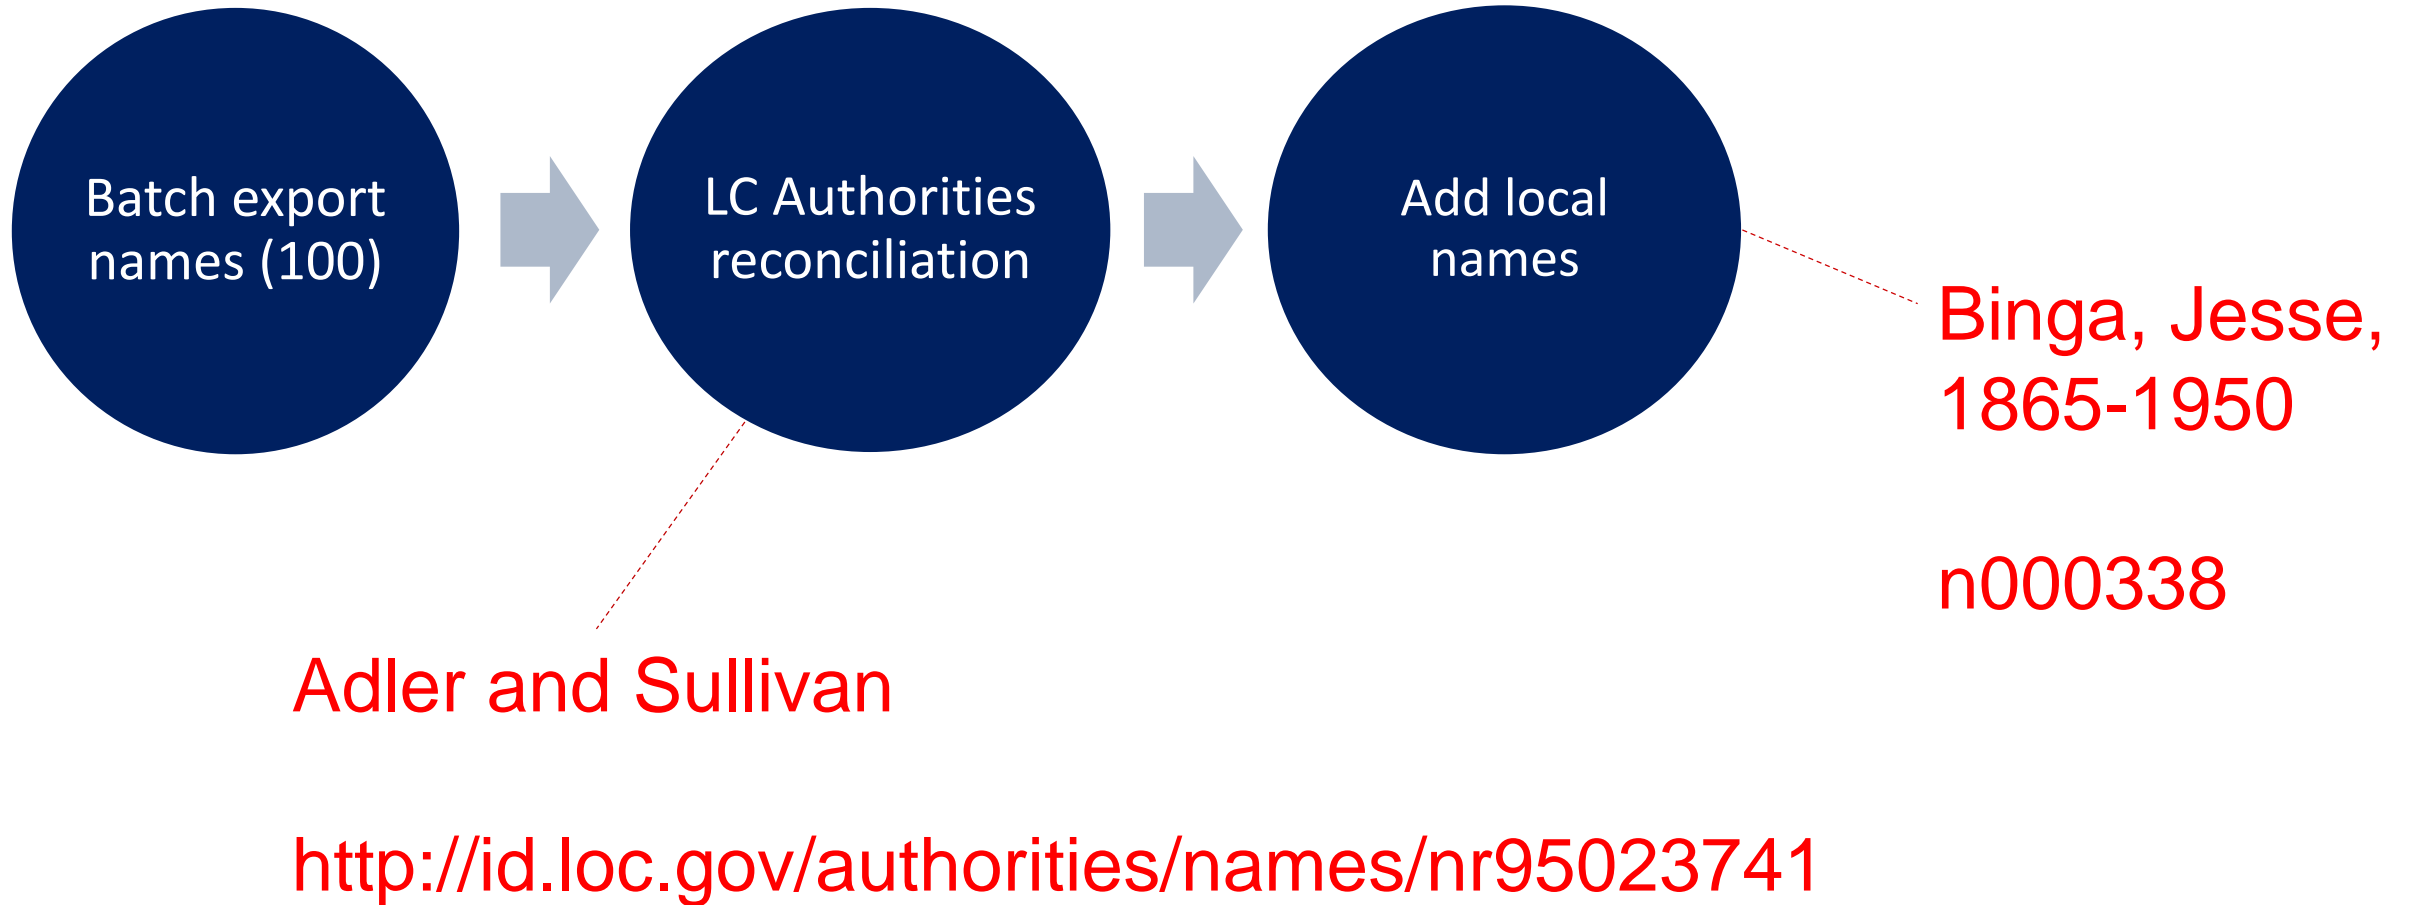 Batch export
names (100)
LC Authorities
reconciliation
Add local
names
Binga, Jesse,
1865-1950
n000338
Adler and Sullivan
http://id.loc.gov/authorities/names/nr95023741